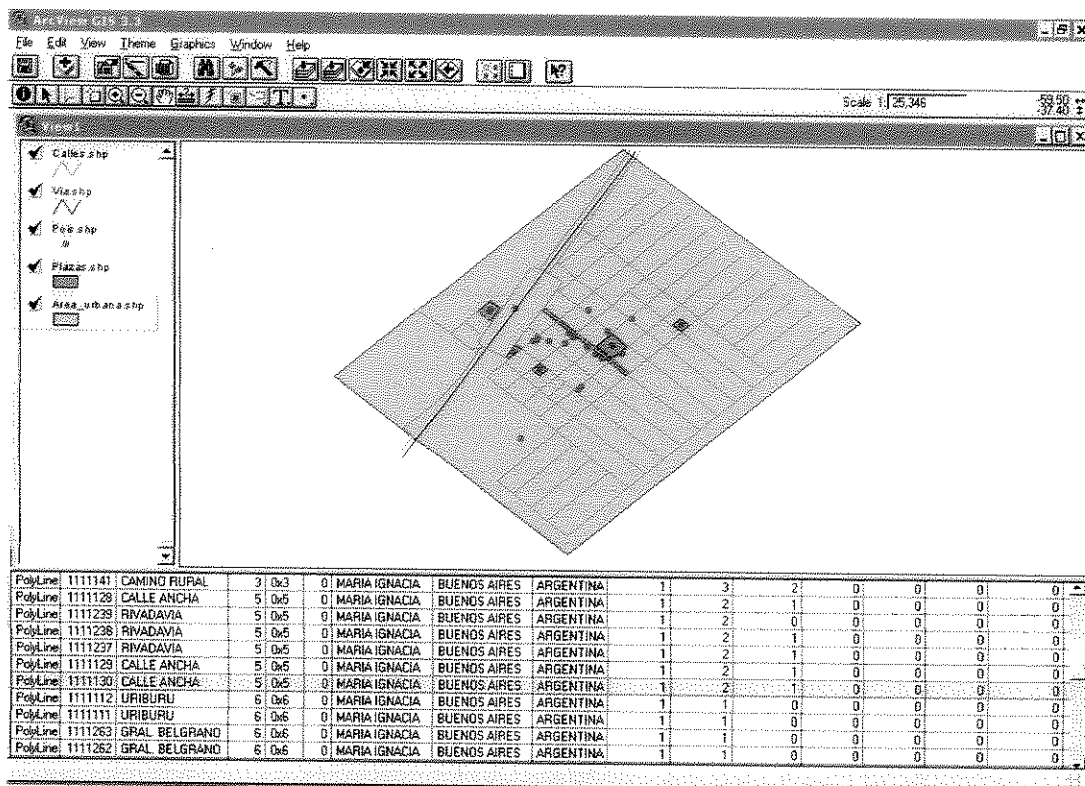 ArcView GIS 3.3
File Edit View Theme Graphics Window Help
Scale 1: 25,346
-59.50
-37.40
View1
Calles.shp
Via.shp
Pois.shp
Plazas.shp
Area_urbana.shp
PolyLine 1111141 CAMINO RURAL 3 0x3 0 MARIA IGNACIA BUENOS AIRES ARGENTINA 1 3 2 0 0 0
PolyLine 1111128 CALLE ANCHA 5 0x5 0 MARIA IGNACIA BUENOS AIRES ARGENTINA 1 2 1 0 0 0
PolyLine 1111239 RIVADAVIA 5 0x5 0 MARIA IGNACIA BUENOS AIRES ARGENTINA 1 2 0 0 0 0
PolyLine 1111238 RIVADAVIA 5 0x5 0 MARIA IGNACIA BUENOS AIRES ARGENTINA 1 2 1 0 0 0
PolyLine 1111237 RIVADAVIA 5 0x5 0 MARIA IGNACIA BUENOS AIRES ARGENTINA 1 2 1 0 0 0
PolyLine 1111129 CALLE ANCHA 5 0x5 0 MARIA IGNACIA BUENOS AIRES ARGENTINA 1 2 1 0 0 0
PolyLine 1111130 CALLE ANCHA 5 0x5 0 MARIA IGNACIA BUENOS AIRES ARGENTINA 1 2 1 0 0 0
PolyLine 1111112 URIBURU 6 0x6 0 MARIA IGNACIA BUENOS AIRES ARGENTINA 1 1 0 0 0 0
PolyLine 1111111 URIBURU 6 0x6 0 MARIA IGNACIA BUENOS AIRES ARGENTINA 1 1 0 0 0 0
PolyLine 1111263 GRAL. BELGRANO 6 0x6 0 MARIA IGNACIA BUENOS AIRES ARGENTINA 1 1 0 0 0 0
PolyLine 1111262 GRAL. BELGRANO 6 0x6 0 MARIA IGNACIA BUENOS AIRES ARGENTINA 1 1 0 0 0 0